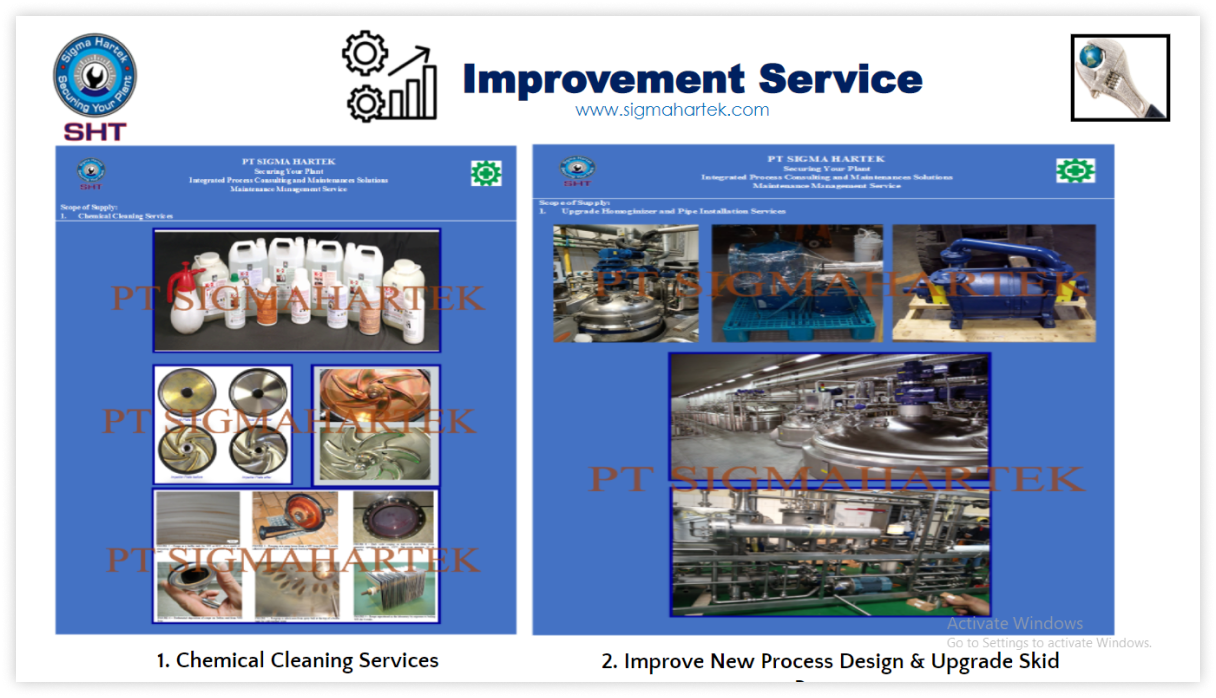 Sigma Hartek
Securing Your Plant
SHT
Improvement Service
www.sigmahartek.com
SHT
PT SIGMA HARTEK
Securing Your Plant
Integrated Process Consulting and Maintenances Solutions
Maintenance Management Service
Scope of Supply:
1. Chemical Cleaning Services
PT SIGMAHARTEK
PT SIGMAHARTEK
PT SIGMAHARTEK
1. Chemical Cleaning Services
SHT
PT SIGMA HARTEK
Securing Your Plant
Integrated Process Consulting and Maintenances Solutions
Maintenance Management Service
Scope of Supply:
1. Upgrade Homoginizer and Pipe Installation Services
PT SIGMAHARTEK
PT SIGMAHARTEK
Activate Windows
Go to Settings to activate Windows.
2. Improve New Process Design & Upgrade Skid